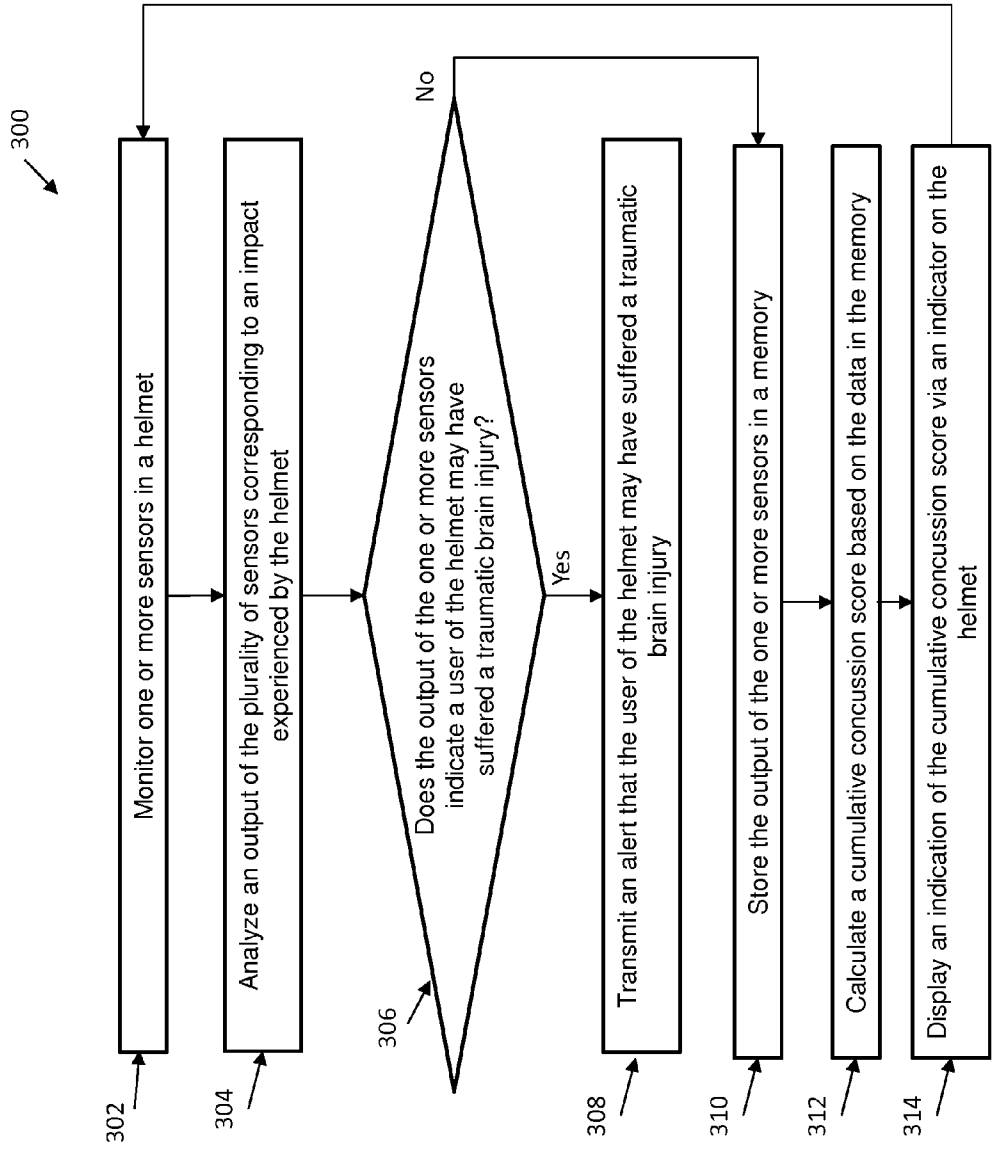 300
302
Monitor one or more sensors in a helmet
304
Analyze an output of the plurality of sensors corresponding to an impact
experienced by the helmet
306
Does the output of the one or more sensors
indicate a user of the helmet may have
suffered a traumatic brain injury?
No
Yes
308
Transmit an alert that the user of the helmet may have suffered a traumatic
brain injury
310
Store the output of the one or more sensors in a memory
312
Calculate a cumulative concussion score based on the data in the memory
314
Display an indication of the cumulative concussion score via an indicator on the
helmet